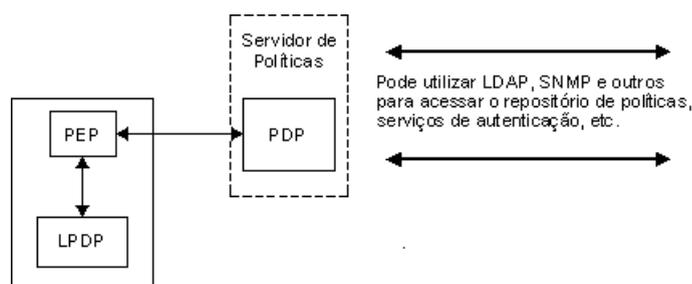 Servidor de
Políticas
Pode utilizar LDAP, SNMP e outros
para acessar o repositório de políticas,
serviços de autenticação, etc.
PEP
PDP
LPDP